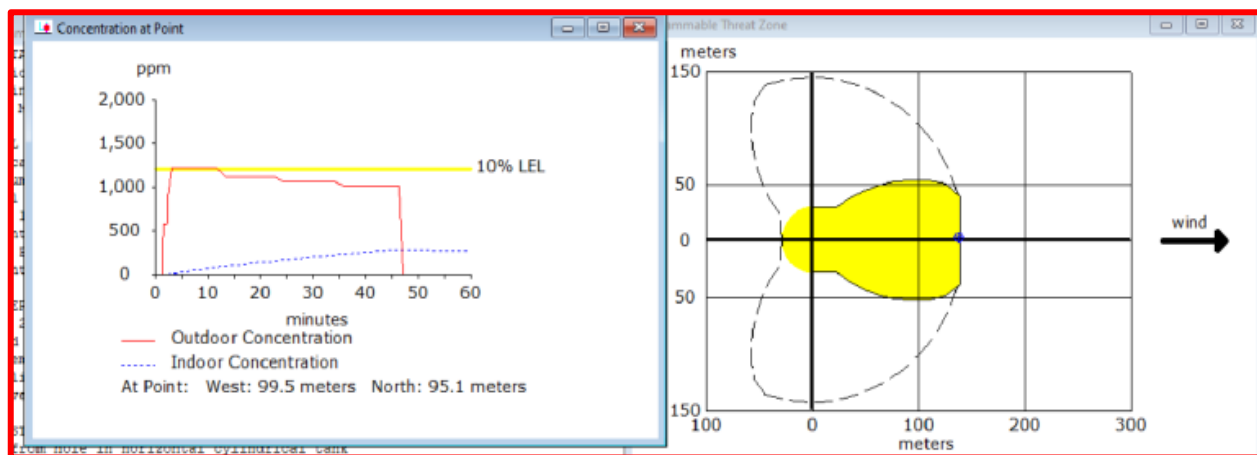 Concentration at Point
ppm
2,000
1,500
1,000
500
0
10% LEL
0 10 20 30 40 50 60
minutes
Outdoor Concentration
Indoor Concentration
At Point: West: 99.5 meters North: 95.1 meters
from hole in horizontal cylindrical tank
mmable Threat Zone
meters
150
50
0
50
150
100 0 100 200 300
meters
wind